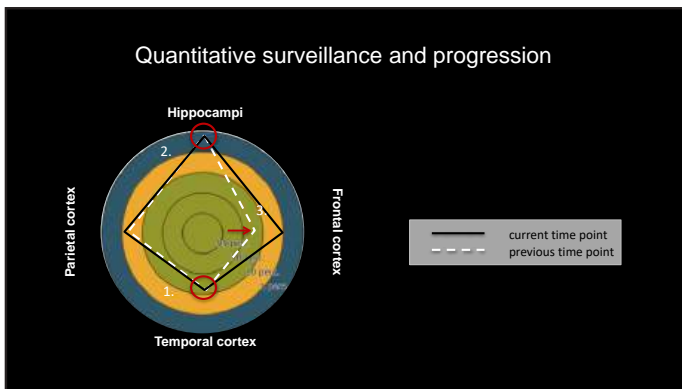 Quantitative surveillance and progression
Hippocampi
2.
Parietal cortex
3.
Frontal cortex
1.
Temporal cortex
current time point
previous time point